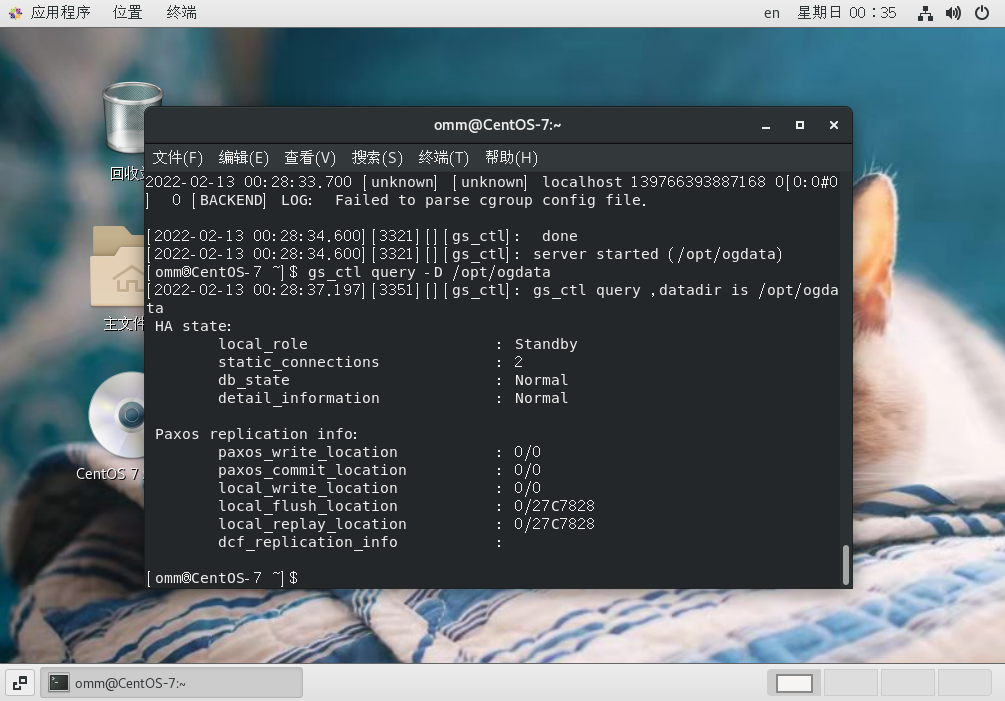 应用程序 位置 终端 en 星期日 00：35
omm@CentOS-7:~
文件(F) 编辑(E) 查看(V) 搜索(S) 终端(T) 帮助(H)
回收
主文件
CentOS 7
2022-02-13 00:28:33.700 [unknown] [unknown] localhost 139766393887168 0[0:0#0
]  0 [BACKEND] LOG:  Failed to parse cgroup config file.
[2022-02-13 00:28:34.600][3321][][gs_ctl]:  done
[2022-02-13 00:28:34.600][3321][][gs_ctl]: server started (/opt/ogdata)
[omm@CentOS-7 ~]$ gs_ctl query -D /opt/ogdata
[2022-02-13 00:28:37.197][3351][][gs_ctl]: gs_ctl query ,datadir is /opt/ogda
ta
HA state:
local_role : Standby
static_connections : 2
db_state : Normal
detail_information : Normal
Paxos replication info:
paxos_write_location : 0/0
paxos_commit_location : 0/0
local_write_location : 0/0
local_flush_location : 0/27C7828
local_replay_location : 0/27C7828
dcf_replication_info :
[omm@CentOS-7 ~]$
omm@CentOS-7:~